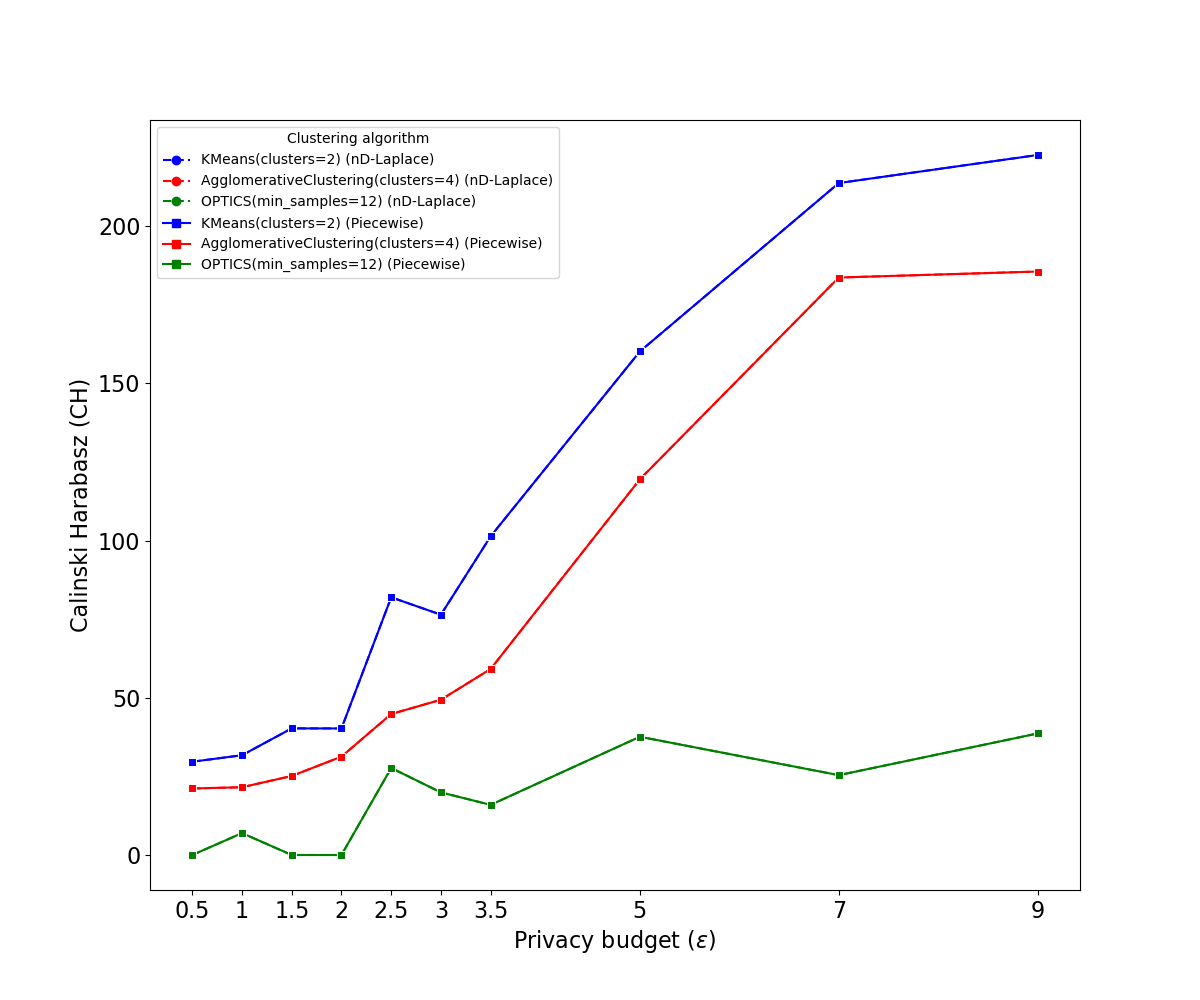 Clustering algorithm
KMeans(clusters=2) (nD-Laplace)
AgglomerativeClustering(clusters=4) (nD-Laplace)
OPTICS(min_samples=12) (nD-Laplace)
KMeans(clusters=2) (Piecewise)
AgglomerativeClustering(clusters=4) (Piecewise)
OPTICS(min_samples=12) (Piecewise)
Calinski Harabasz (CH)
200
150
100
50
0
0.5 1 1.5 2 2.5 3 3.5 5 7 9
Privacy budget (ε)